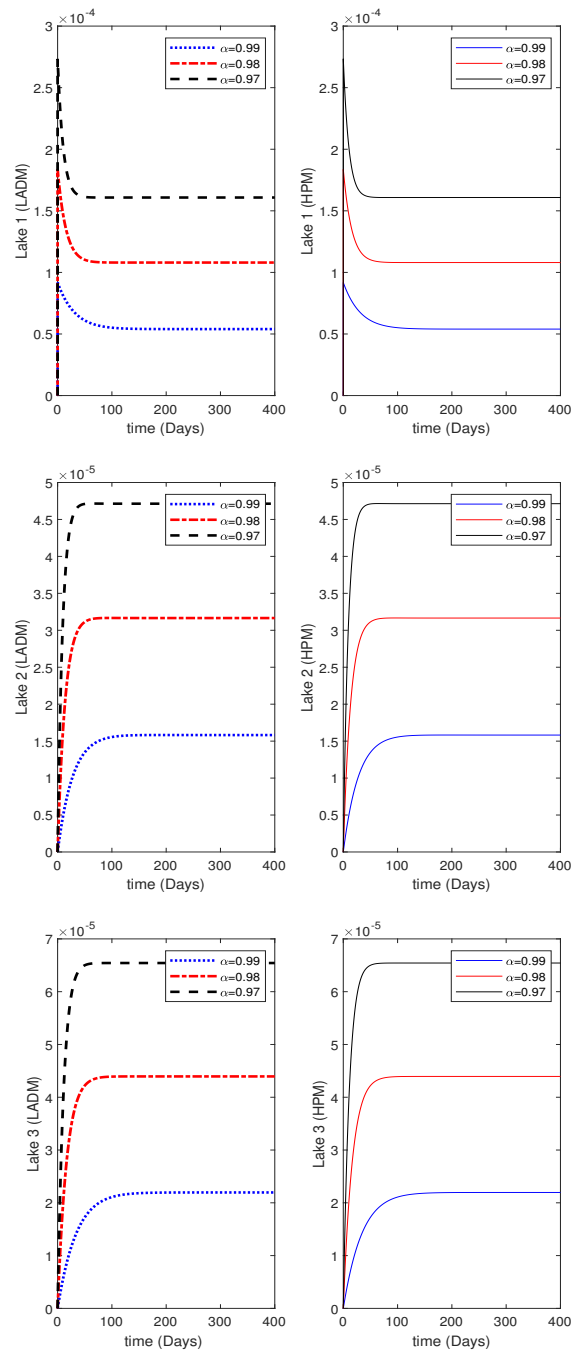 ×10⁻⁴
3
2.5
2
1.5
1
0.5
0
0 100 200 300 400
time (Days)
Lake 1 (LADM)
α=0.99
α=0.98
α=0.97
×10⁻⁴
3
2.5
2
1.5
1
0.5
0
0 100 200 300 400
time (Days)
Lake 1 (HPM)
α=0.99
α=0.98
α=0.97
×10⁻⁵
5
4.5
4
3.5
3
2.5
2
1.5
1
0.5
0
0 100 200 300 400
time (Days)
Lake 2 (LADM)
α=0.99
α=0.98
α=0.97
×10⁻⁵
5
4.5
4
3.5
3
2.5
2
1.5
1
0.5
0
0 100 200 300 400
time (Days)
Lake 2 (HPM)
α=0.99
α=0.98
α=0.97
×10⁻⁵
7
6
5
4
3
2
1
0
0 100 200 300 400
time (Days)
Lake 3 (LADM)
α=0.99
α=0.98
α=0.97
×10⁻⁵
7
6
5
4
3
2
1
0
0 100 200 300 400
time (Days)
Lake 3 (HPM)
α=0.99
α=0.98
α=0.97